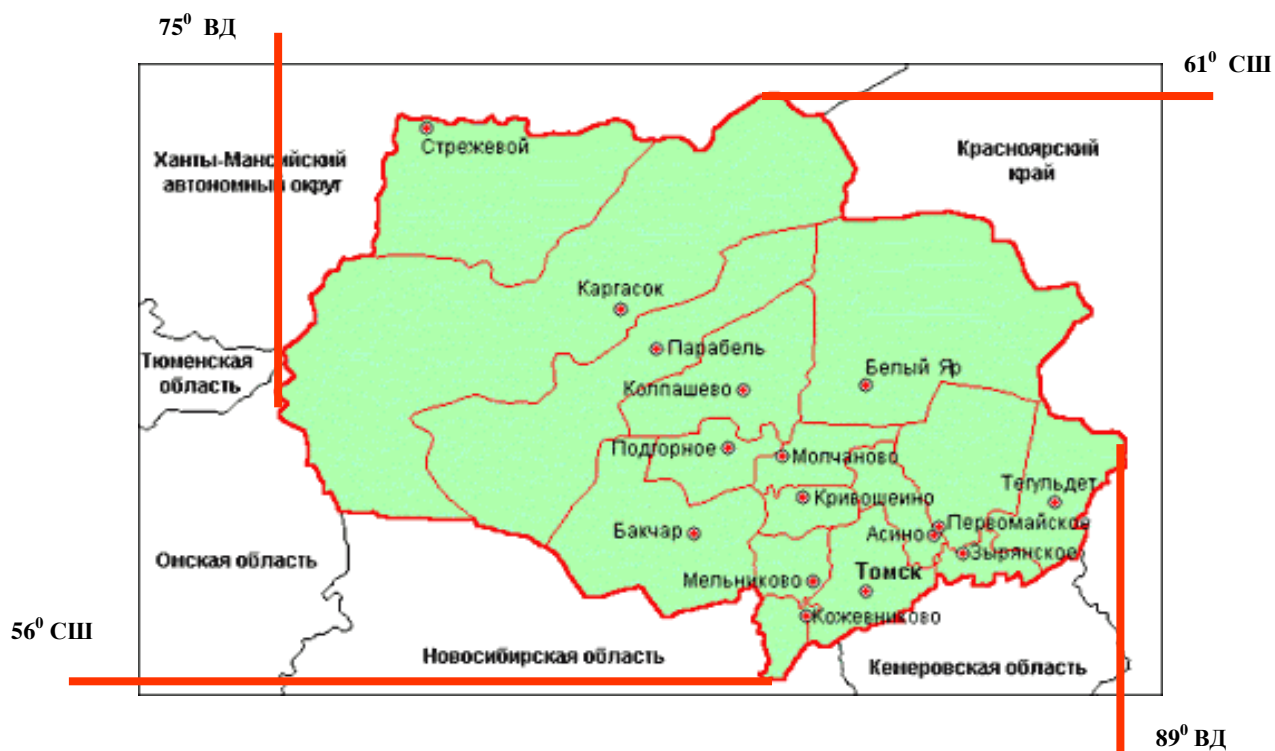 75⁰ ВД
61⁰ СШ
Стрежевой
Ханты-Мансийский
автономный округ
Красноярский
край
Каргасок
Парабель
Тюменская
область
Белый Яр
Колпашево
Подгорное
Молчаново
Тегульдет
Кривошеино
Первомайское
Бакчар
Асино
Зырянское
Омская область
Томск
Мельниково
Кожевниково
56⁰ СШ
Новосибирская область
Кемеровская область
89⁰ ВД